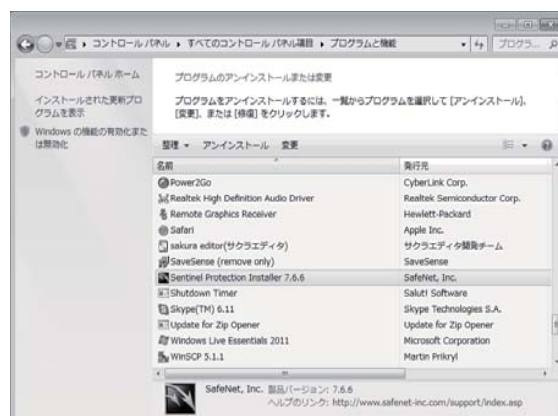 コントロール パネル ▸ すべてのコントロール パネル項目 ▸ プログラムと機能
プログラ...
コントロール パネル ホーム
インストールされた更新プログラムを表示
Windows の機能の有効化または無効化
プログラムのアンインストールまたは変更
プログラムをアンインストールするには、一覧からプログラムを選択して [アンインストール]、
[変更]、または [修復] をクリックします。
整理 ▾ アンインストール 変更
名前 発行元
Power2Go CyberLink Corp.
Realtek High Definition Audio Driver Realtek Semiconductor Corp.
Remote Graphics Receiver Hewlett-Packard
Safari Apple Inc.
sakura editor(サクラエディタ) サクラエディタ開発チーム
SaveSense (remove only) SaveSense
Sentinel Protection Installer 7.6.6 SafeNet, Inc.
Shutdown Timer Salut! Software
Skype(TM) 6.11 Skype Technologies S.A.
Update for Zip Opener Update for Zip Opener
Windows Live Essentials 2011 Microsoft Corporation
WinSCP 5.1.1 Martin Prikryl
SafeNet, Inc. 製品バージョン: 7.6.6
ヘルプのリンク: http://www.safenet-inc.com/support/index.asp